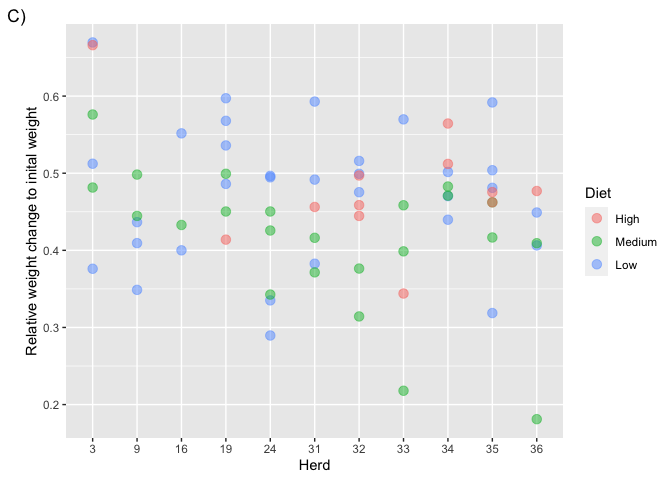 C)
Relative weight change to inital weight
0.6
0.5
0.4
0.3
0.2
3 9 16 19 24 31 32 33 34 35 36
Herd
Diet
High
Medium
Low